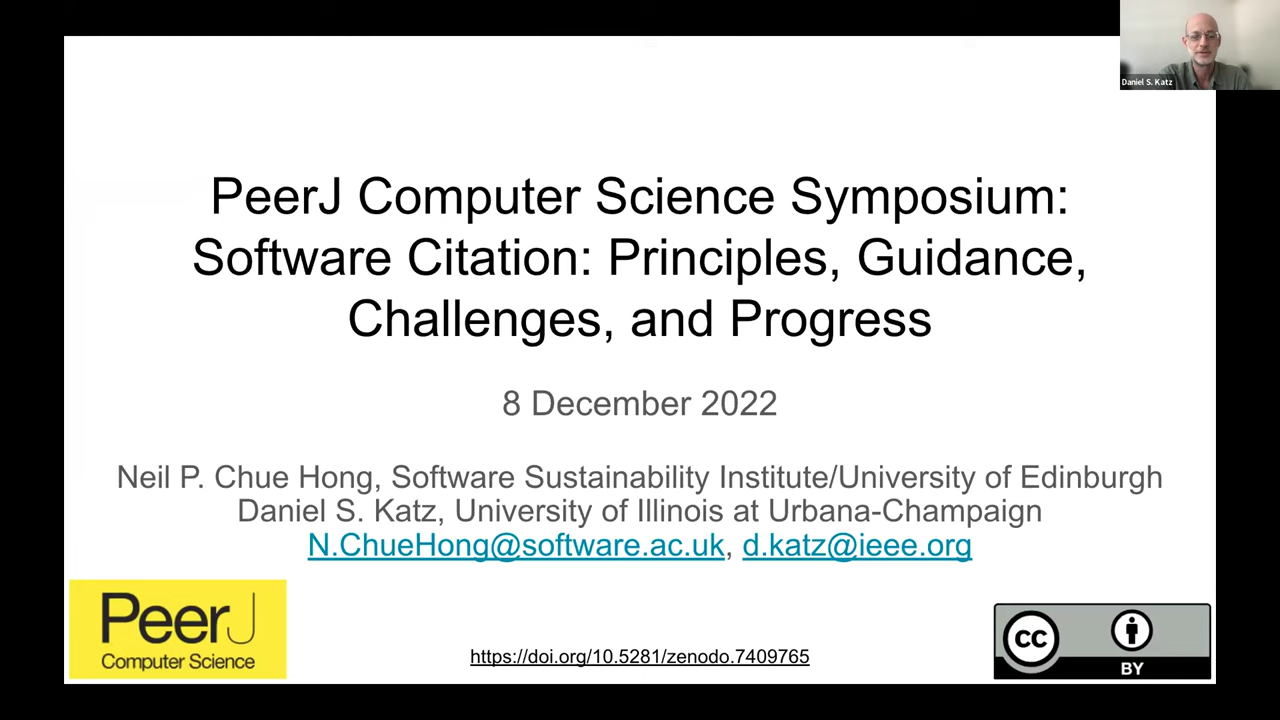 Daniel S. Katz
PeerJ Computer Science Symposium:
Software Citation: Principles, Guidance,
Challenges, and Progress
8 December 2022
Neil P. Chue Hong, Software Sustainability Institute/University of Edinburgh
Daniel S. Katz, University of Illinois at Urbana-Champaign
N.ChueHong@software.ac.uk, d.katz@ieee.org
PeerJ
Computer Science
https://doi.org/10.5281/zenodo.7409765
CC
BY